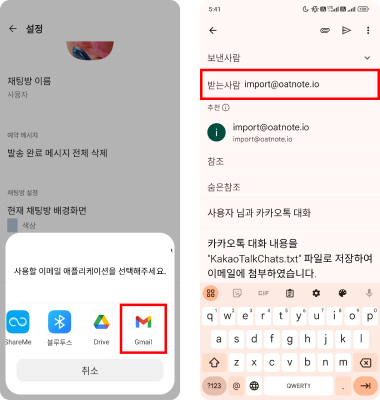 설정
채팅방 이름
사용자
예약 메시지
발송 완료 메시지 전체 삭제
채팅방 설정
현재 채팅방 배경화면
색상
사용할 이메일 애플리케이션을 선택해주세요.
ShareMe
블루투스
Drive
Gmail
취소
5:41
보낸사람
받는사람 import@oatnote.io
추천
i import@oatnote.io
import@oatnote.io
참조
숨은참조
사용자 님과 카카오톡 대화
카카오톡 대화 내용을
"KakaoTalkChats.txt" 파일로 저장하여
이메일에 첨부하였습니다.
GIF
q w e r t y u i o p
a s d f g h j k l
z x c v b n m
?123 @ QWERTY .